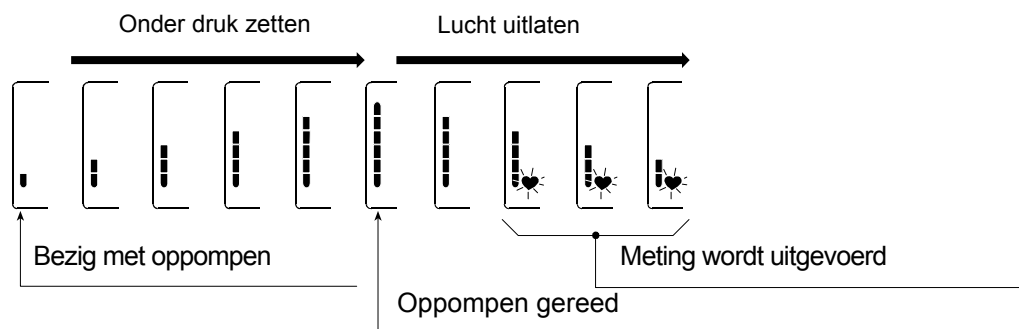 Onder druk zetten
Lucht uitlaten
Bezig met oppompen
Meting wordt uitgevoerd
Oppompen gereed